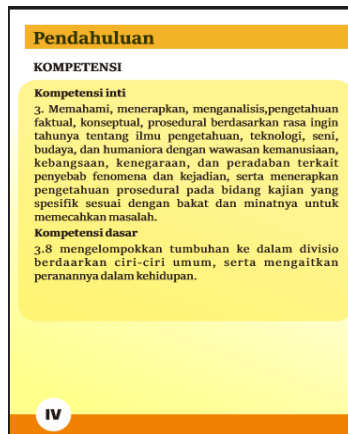 Pendahuluan
KOMPETENSI
Kompetensi inti
3. Memahami, menerapkan, menganalisis,pengetahuan
faktual, konseptual, prosedural berdasarkan rasa ingin
tahunya tentang ilmu pengetahuan, teknologi, seni,
budaya, dan humaniora dengan wawasan kemanusiaan,
kebangsaan, kenegaraan, dan peradaban terkait
penyebab fenomena dan kejadian, serta menerapkan
pengetahuan prosedural pada bidang kajian yang
spesifik sesuai dengan bakat dan minatnya untuk
memecahkan masalah.
Kompetensi dasar
3.8 mengelompokkan tumbuhan ke dalam divisio
berdaarkan ciri-ciri umum, serta mengaitkan
peranannya dalam kehidupan.
IV